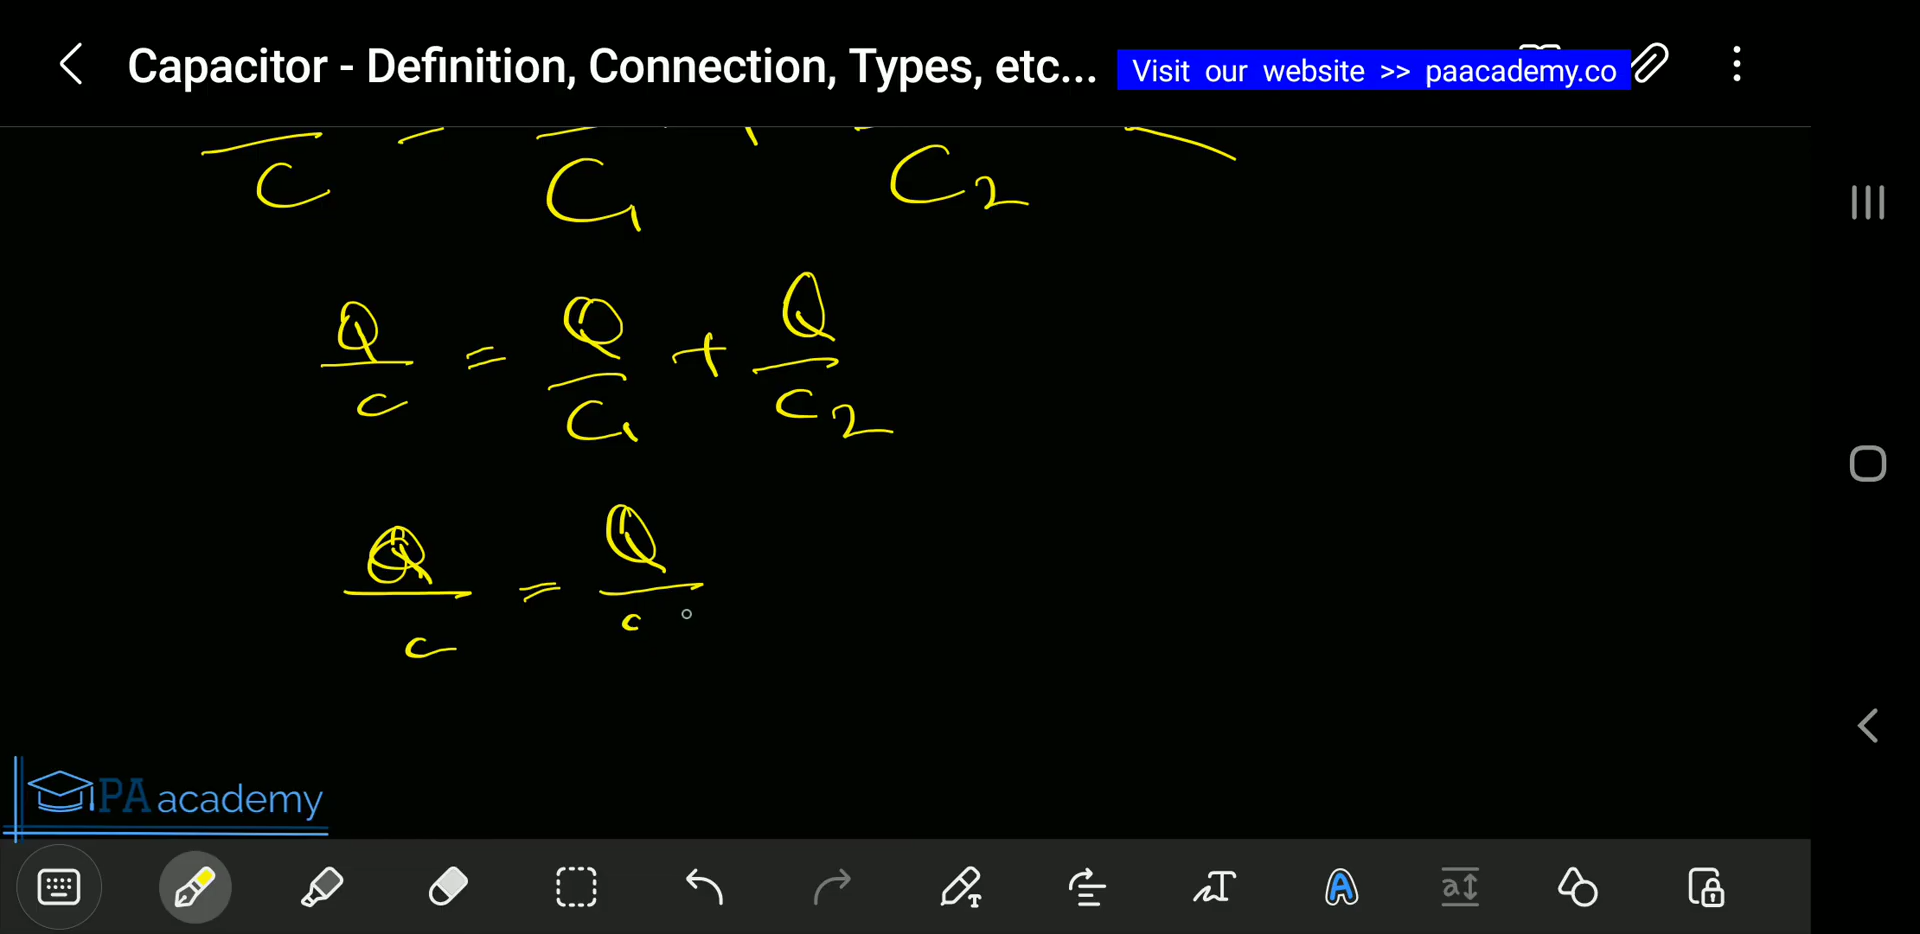 Capacitor - Definition, Connection, Types, etc...
Visit our website >> paacademy.co
C C₁ C₂
Q/C = Q/C₁ + Q/C₂
Q/C = Q/C
PA academy